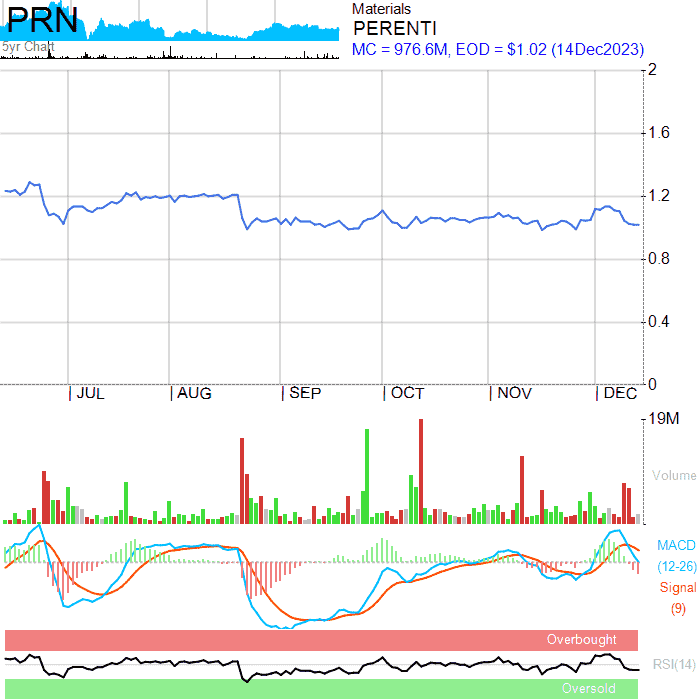 PRN
5yr Chart
Materials
PERENTI
MC = 976.6M, EOD = $1.02 (14Dec2023)
2
1.6
1.2
0.8
0.4
0
JUL AUG SEP OCT NOV DEC
19M
Volume
MACD
(12-26)
Signal
(9)
Overbought
RSI(14)
Oversold